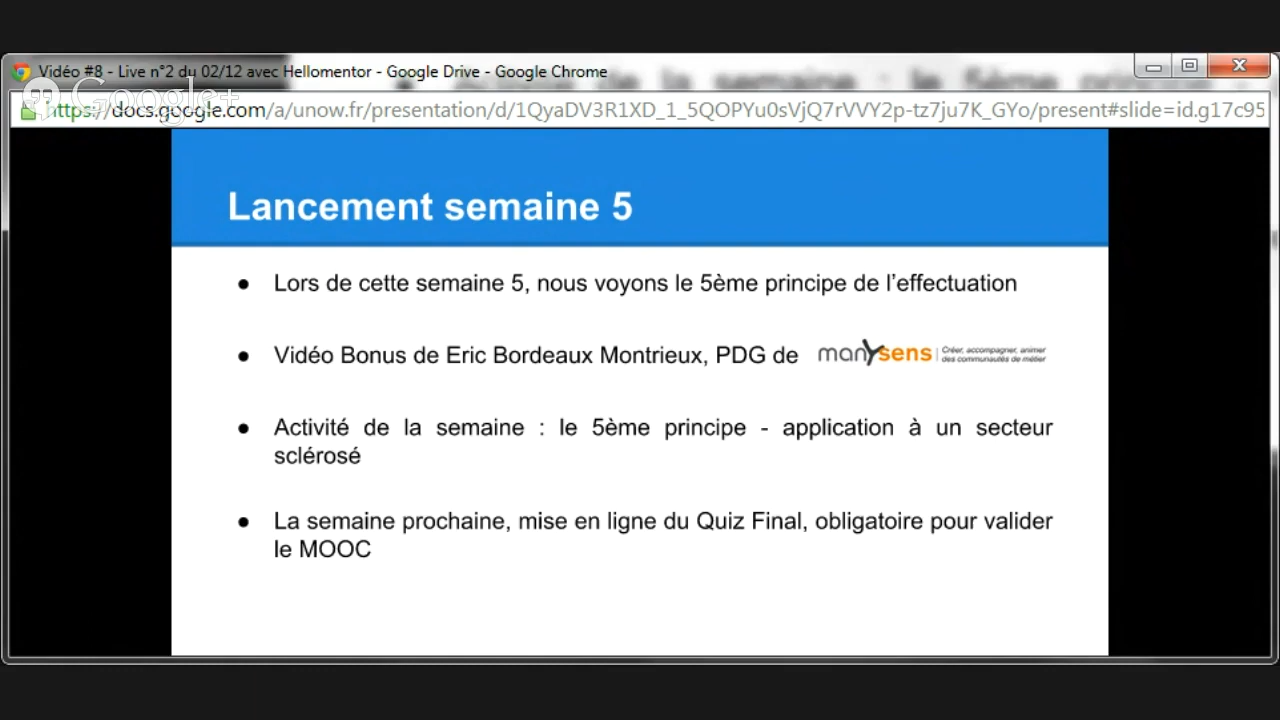 Vidéo #8 - Live n°2 du 02/12 avec Hellomentor - Google Drive - Google Chrome
Google+
https://docs.google.com/a/unow.fr/presentation/d/1QyaDV3R1XD_1_5QOPYu0sVjQ7rVVY2p-tz7ju7K_GYo/present#slide=id.g17c95
Lancement semaine 5
● Lors de cette semaine 5, nous voyons le 5ème principe de l’effectuation
● Vidéo Bonus de Eric Bordeaux Montrieux, PDG de manYsens | Créer, accompagner, animer
des communautés de métier
● Activité de la semaine : le 5ème principe - application à un secteur
sclérosé
● La semaine prochaine, mise en ligne du Quiz Final, obligatoire pour valider
le MOOC